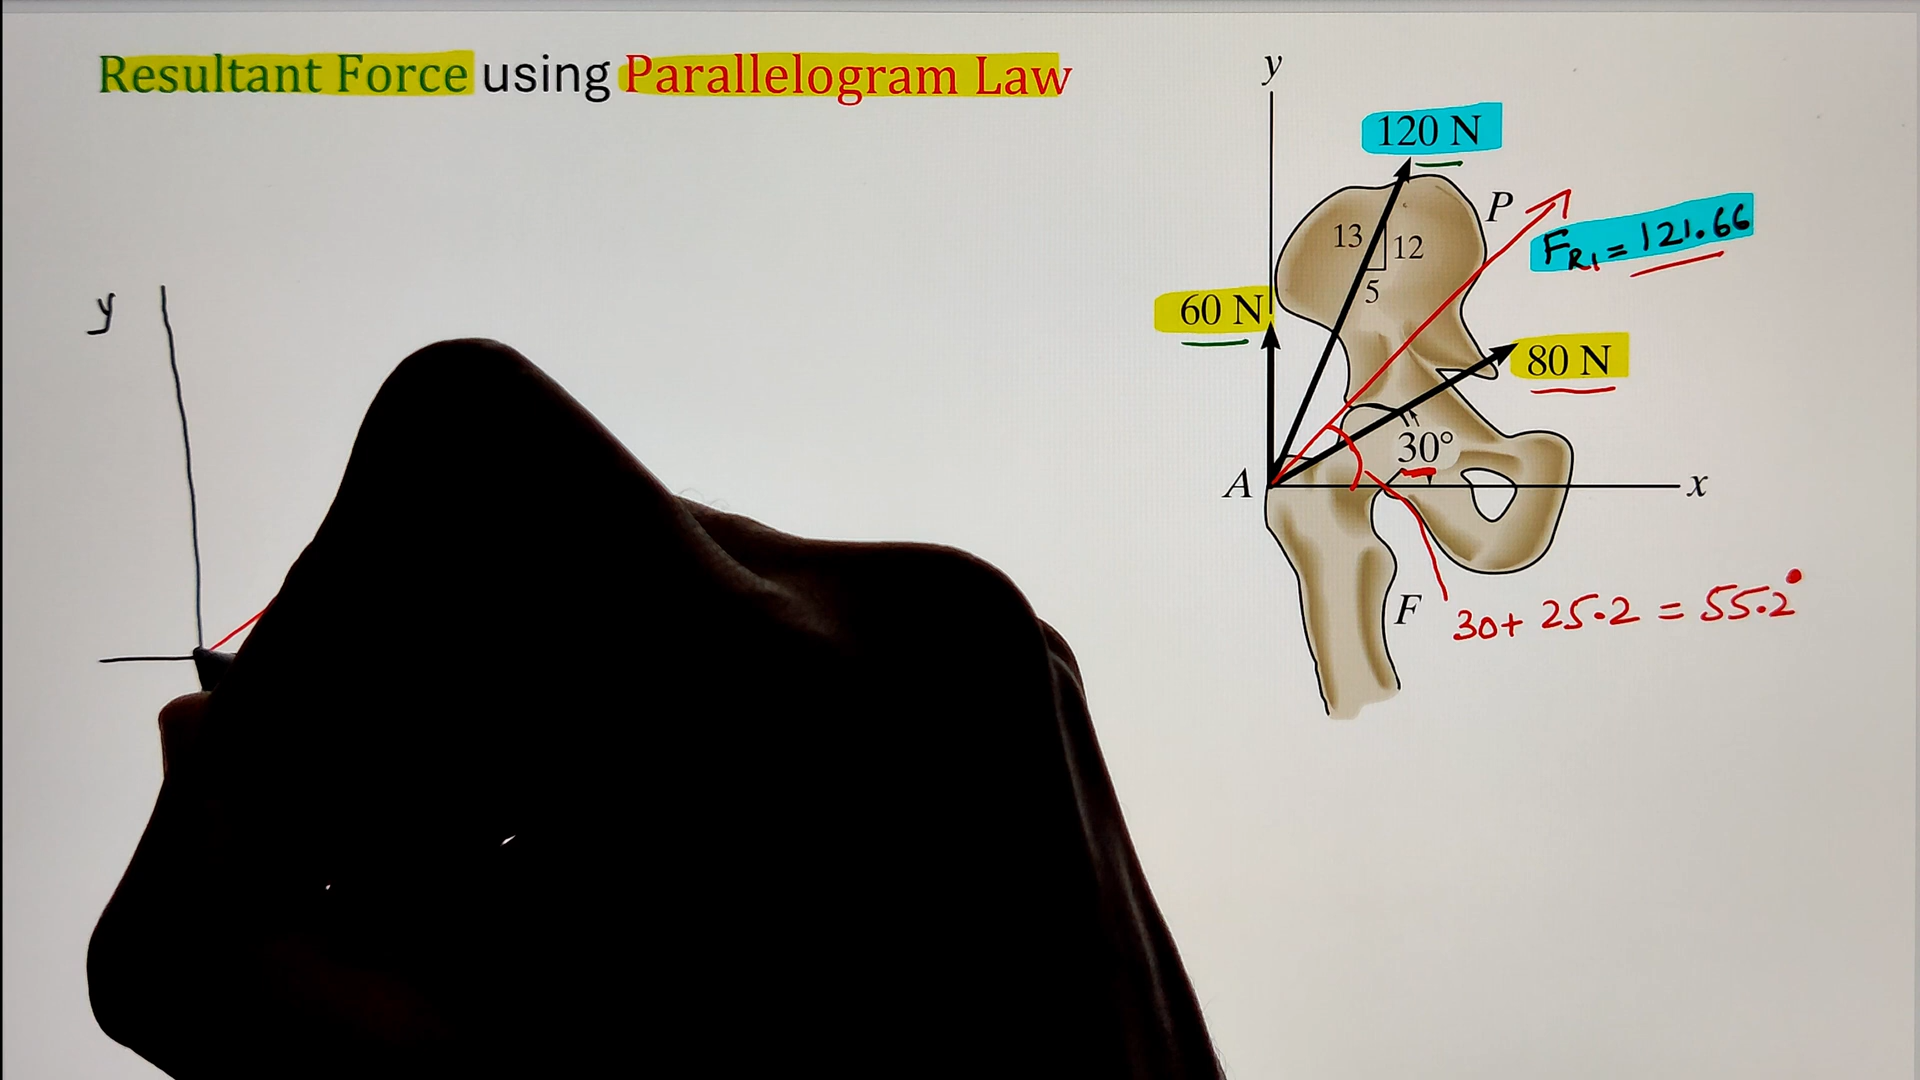 Resultant Force using Parallelogram Law
y
120 N
P
F_R1 = 121.66
13
12
5
60 N
80 N
30°
A
x
F
30 + 25.2 = 55.2°
y